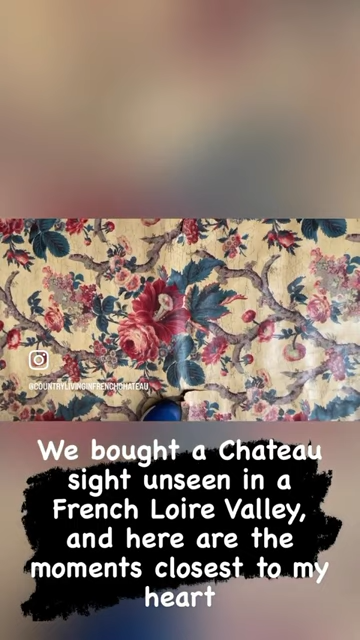 @COUNTRYLIVINGINFRENCHCHATEAU
We bought a Chateau
sight unseen in a
French Loire Valley,
and here are the
moments closest to my
heart